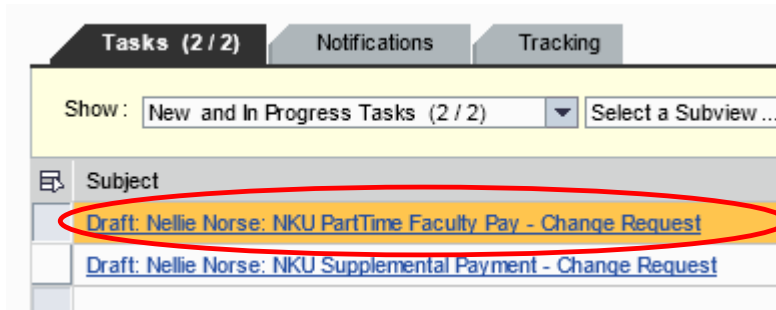 Tasks (2 / 2) Notifications Tracking
Show : New and In Progress Tasks (2 / 2) Select a Subview ...
Subject
Draft: Nellie Norse: NKU PartTime Faculty Pay - Change Request
Draft: Nellie Norse: NKU Supplemental Payment - Change Request